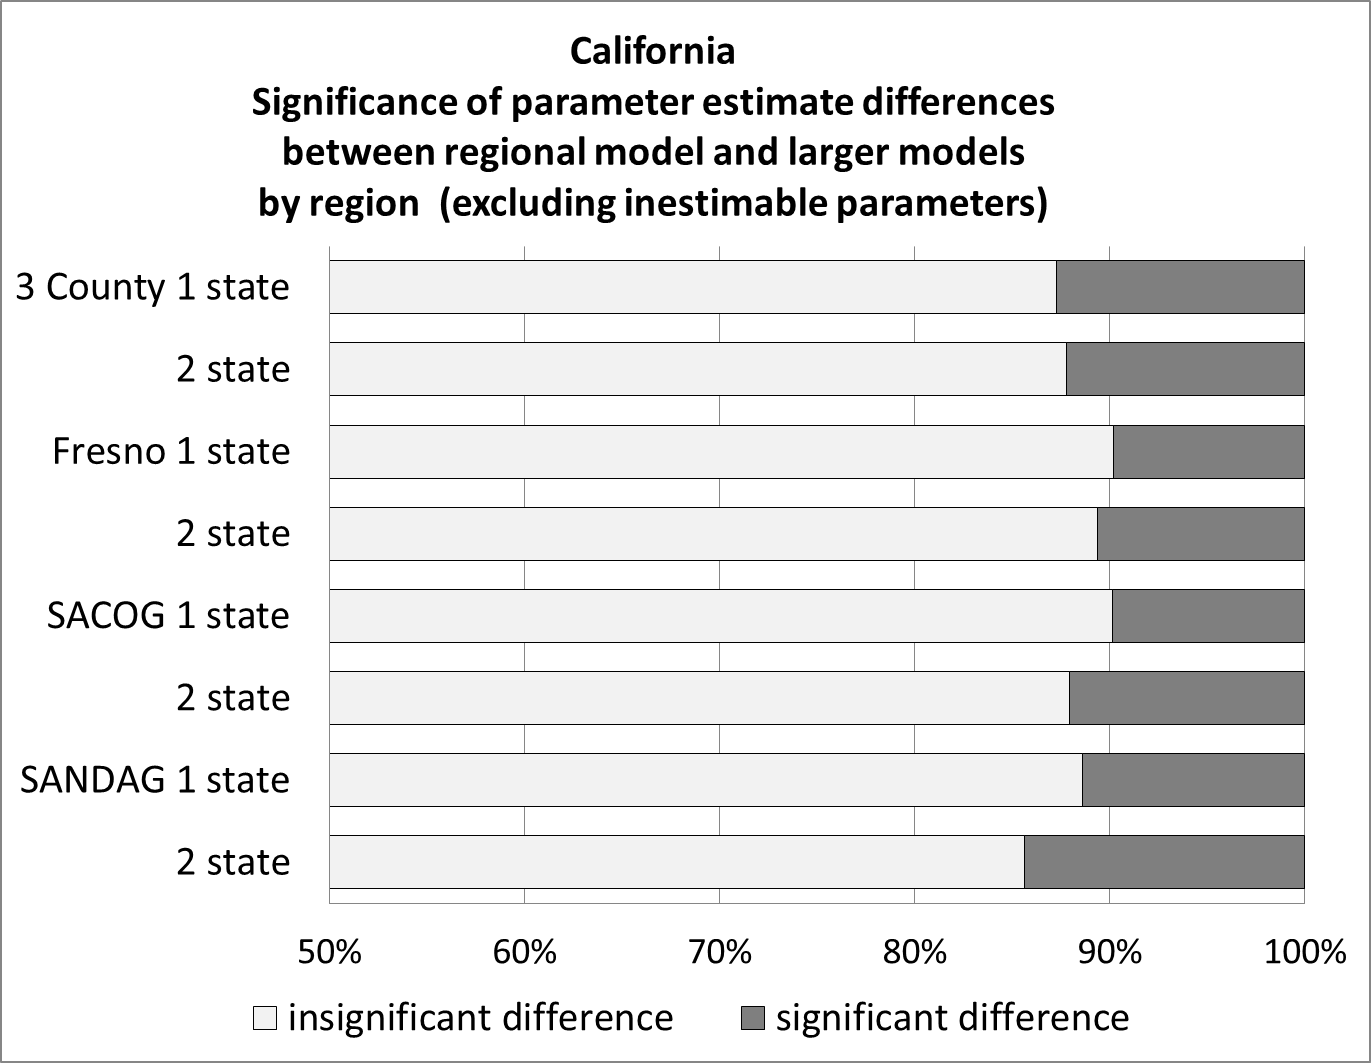 California
Significance of parameter estimate differences
between regional model and larger models
by region  (excluding inestimable parameters)
3 County 1 state
2 state
Fresno 1 state
2 state
SACOG 1 state
2 state
SANDAG 1 state
2 state
50% 60% 70% 80% 90% 100%
insignificant difference significant difference